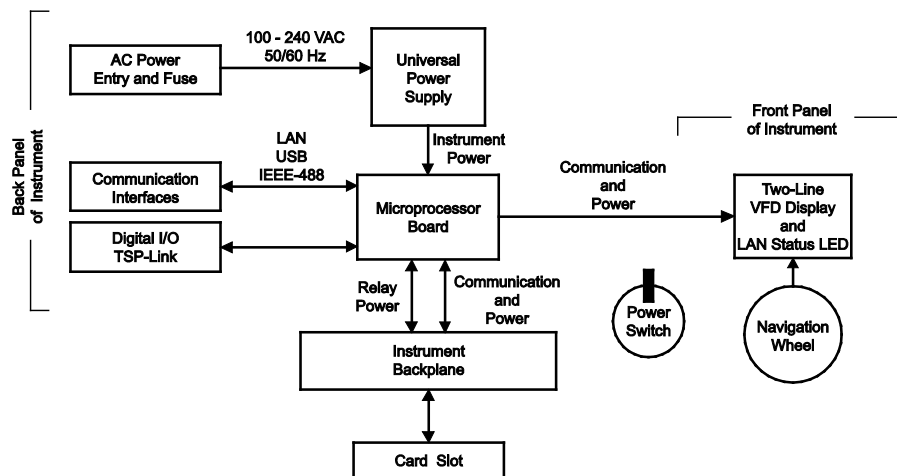 Back Panel
of Instrument
AC Power
Entry and Fuse
100 - 240 VAC
50/60 Hz
Universal
Power
Supply
Instrument
Power
Front Panel
of Instrument
Communication
Interfaces
LAN
USB
IEEE-488
Microprocessor
Board
Communication
and
Power
Two-Line
VFD Display
and
LAN Status LED
Digital I/O
TSP-Link
Relay
Power
Communication
and
Power
Power
Switch
Navigation
Wheel
Instrument
Backplane
Card Slot